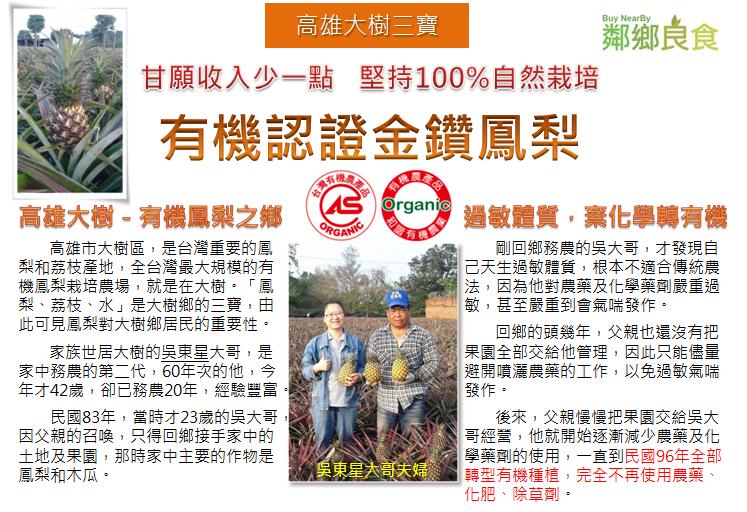 高雄大樹三寶
Buy NearBy
鄰鄉良食
甘願收入少一點 堅持100%自然栽培
有機認證金鑽鳳梨
台灣有機農產品
AS
ORGANIC
有機農產品
Organic
和諧有機農業
高雄大樹－有機鳳梨之鄉
高雄市大樹區，是台灣重要的鳳
梨和荔枝產地，全台灣最大規模的有
機鳳梨栽培農場，就是在大樹。「鳳
梨、荔枝、水」是大樹鄉的三寶，由
此可見鳳梨對大樹鄉居民的重要性。
家族世居大樹的吳東星大哥，是
家中務農的第二代，60年次的他，今
年才42歲，卻已務農20年，經驗豐富。
民國83年，當時才23歲的吳大哥，
因父親的召喚，只得回鄉接手家中的
土地及果園，那時家中主要的作物是
鳳梨和木瓜。
吳東星大哥夫婦
過敏體質，棄化學轉有機
剛回鄉務農的吳大哥，才發現自
己天生過敏體質，根本不適合傳統農
法，因為他對農藥及化學藥劑嚴重過
敏，甚至嚴重到會氣喘發作。
回鄉的頭幾年，父親也還沒有把
果園全部交給他管理，因此只能儘量
避開噴灑農藥的工作，以免過敏氣喘
發作。
後來，父親慢慢把果園交給吳大
哥經營，他就開始逐漸減少農藥及化
學藥劑的使用，一直到民國96年全部
轉型有機種植，完全不再使用農藥、
化肥、除草劑。